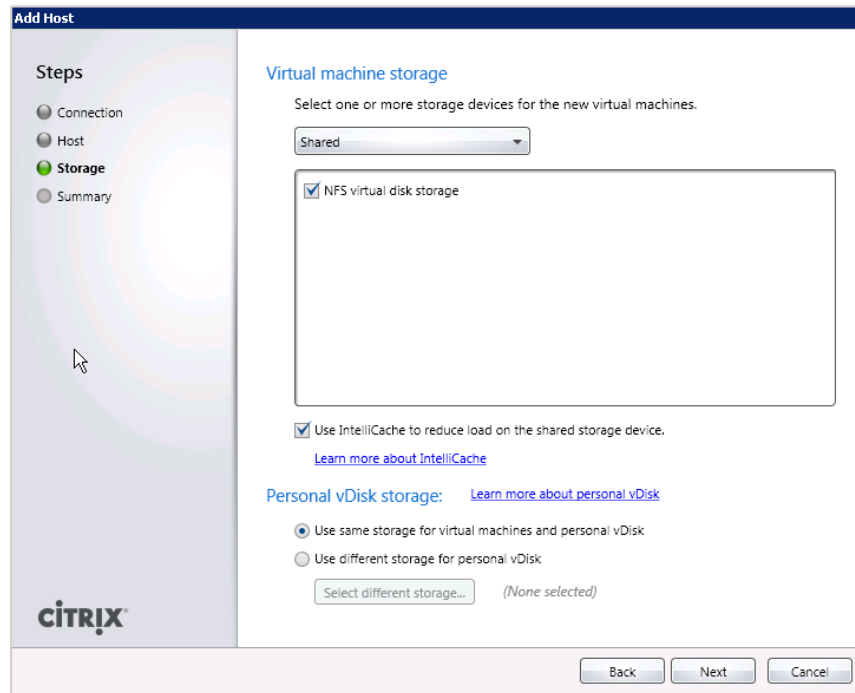 Add Host
Steps
Connection
Host
Storage
Summary
Virtual machine storage
Select one or more storage devices for the new virtual machines.
Shared
NFS virtual disk storage
Use IntelliCache to reduce load on the shared storage device.
Learn more about IntelliCache
Personal vDisk storage: Learn more about personal vDisk
Use same storage for virtual machines and personal vDisk
Use different storage for personal vDisk
Select different storage... (None selected)
CİTRIX
Back Next Cancel